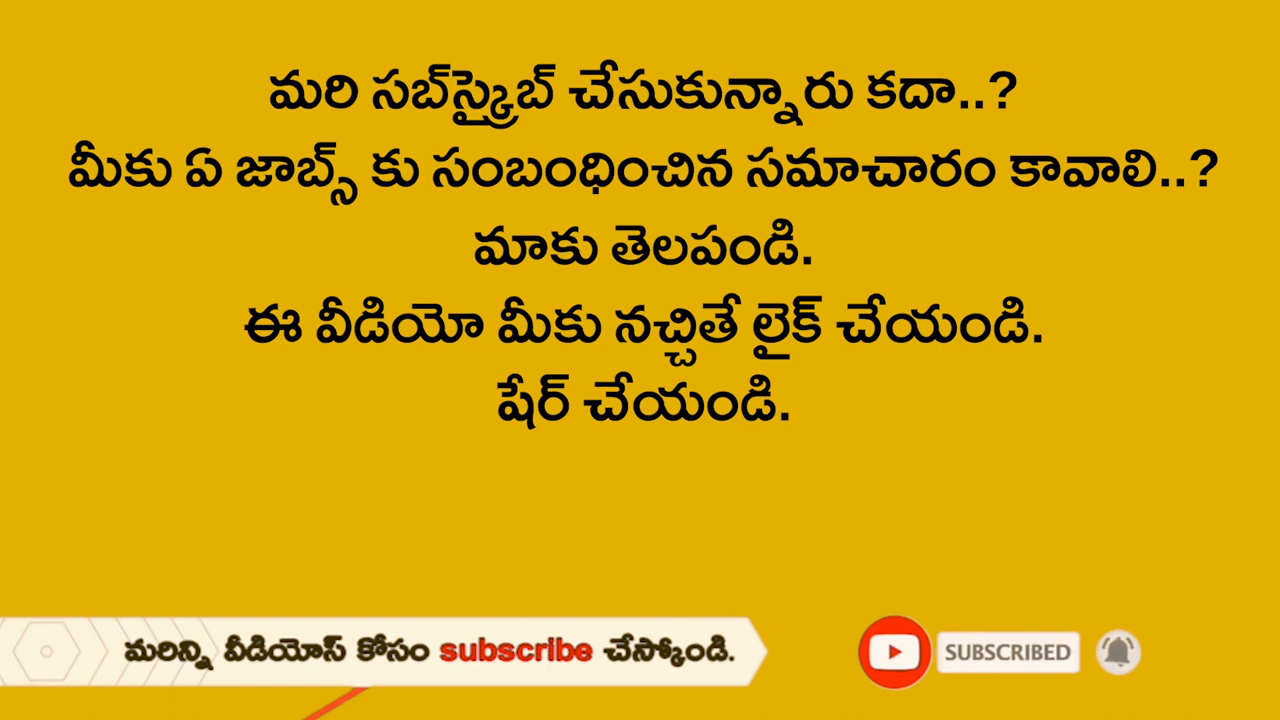 మరి సబ్‌స్క్రైబ్ చేసుకున్నారు కదా..?
మీకు ఏ జాబ్స్ కు సంబంధించిన సమాచారం కావాలి..?
మాకు తెలపండి.
ఈ వీడియో మీకు నచ్చితే లైక్ చేయండి.
షేర్ చేయండి.
మరిన్ని వీడియోస్ కోసం subscribe చేస్కోండి.
SUBSCRIBED